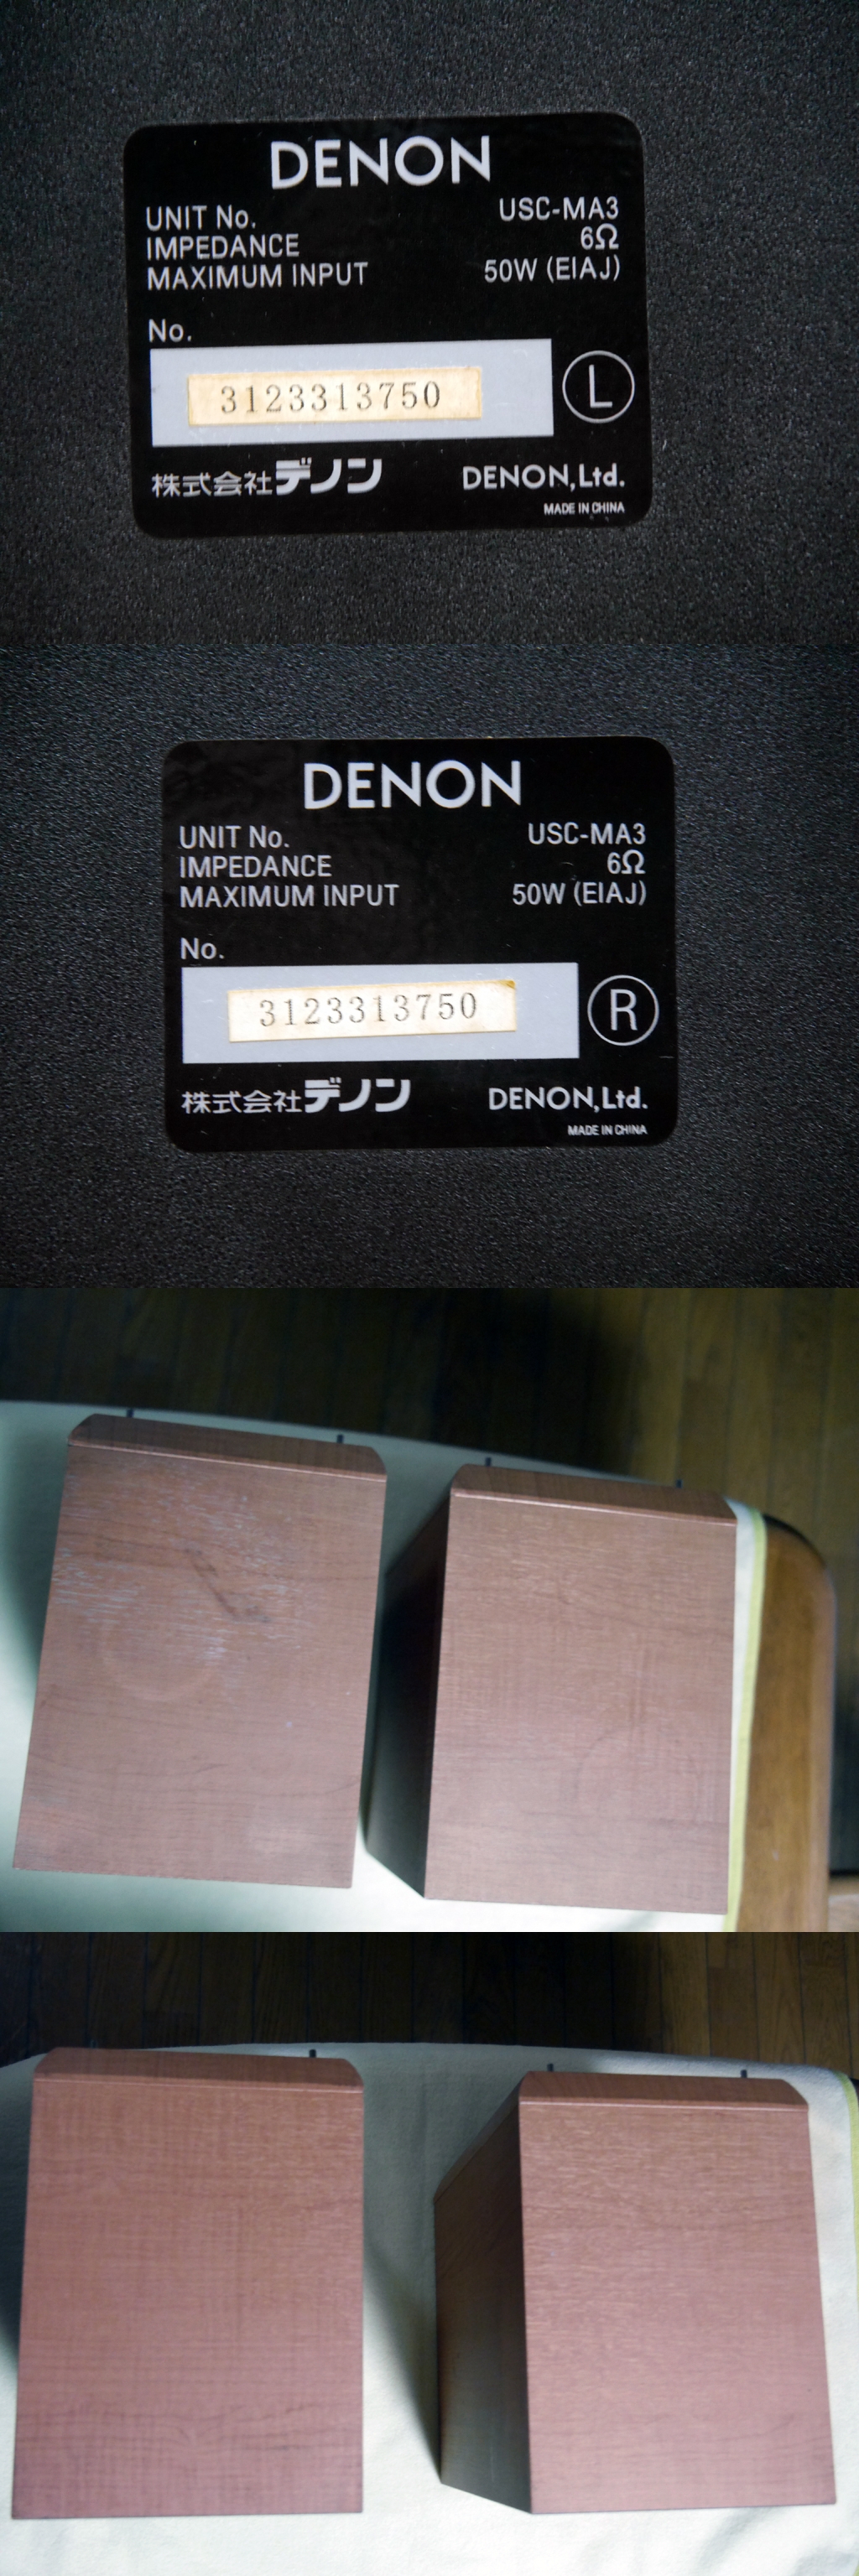 DENON
UNIT No. USC-MA3
IMPEDANCE 6Ω
MAXIMUM INPUT 50W (EIAJ)
No.
3123313750
L
株式会社デノン DENON,Ltd.
MADE IN CHINA
DENON
UNIT No. USC-MA3
IMPEDANCE 6Ω
MAXIMUM INPUT 50W (EIAJ)
No.
3123313750
R
株式会社デノン DENON,Ltd.
MADE IN CHINA